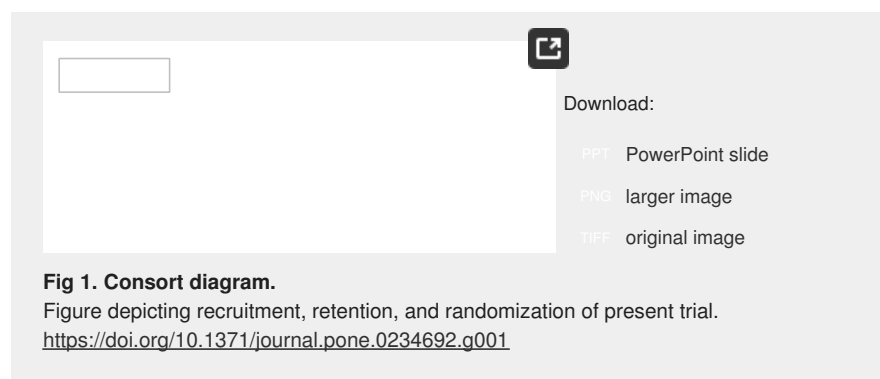 Download:
PPT PowerPoint slide
PNG larger image
TIFF original image
Fig 1. Consort diagram.
Figure depicting recruitment, retention, and randomization of present trial.
https://doi.org/10.1371/journal.pone.0234692.g001